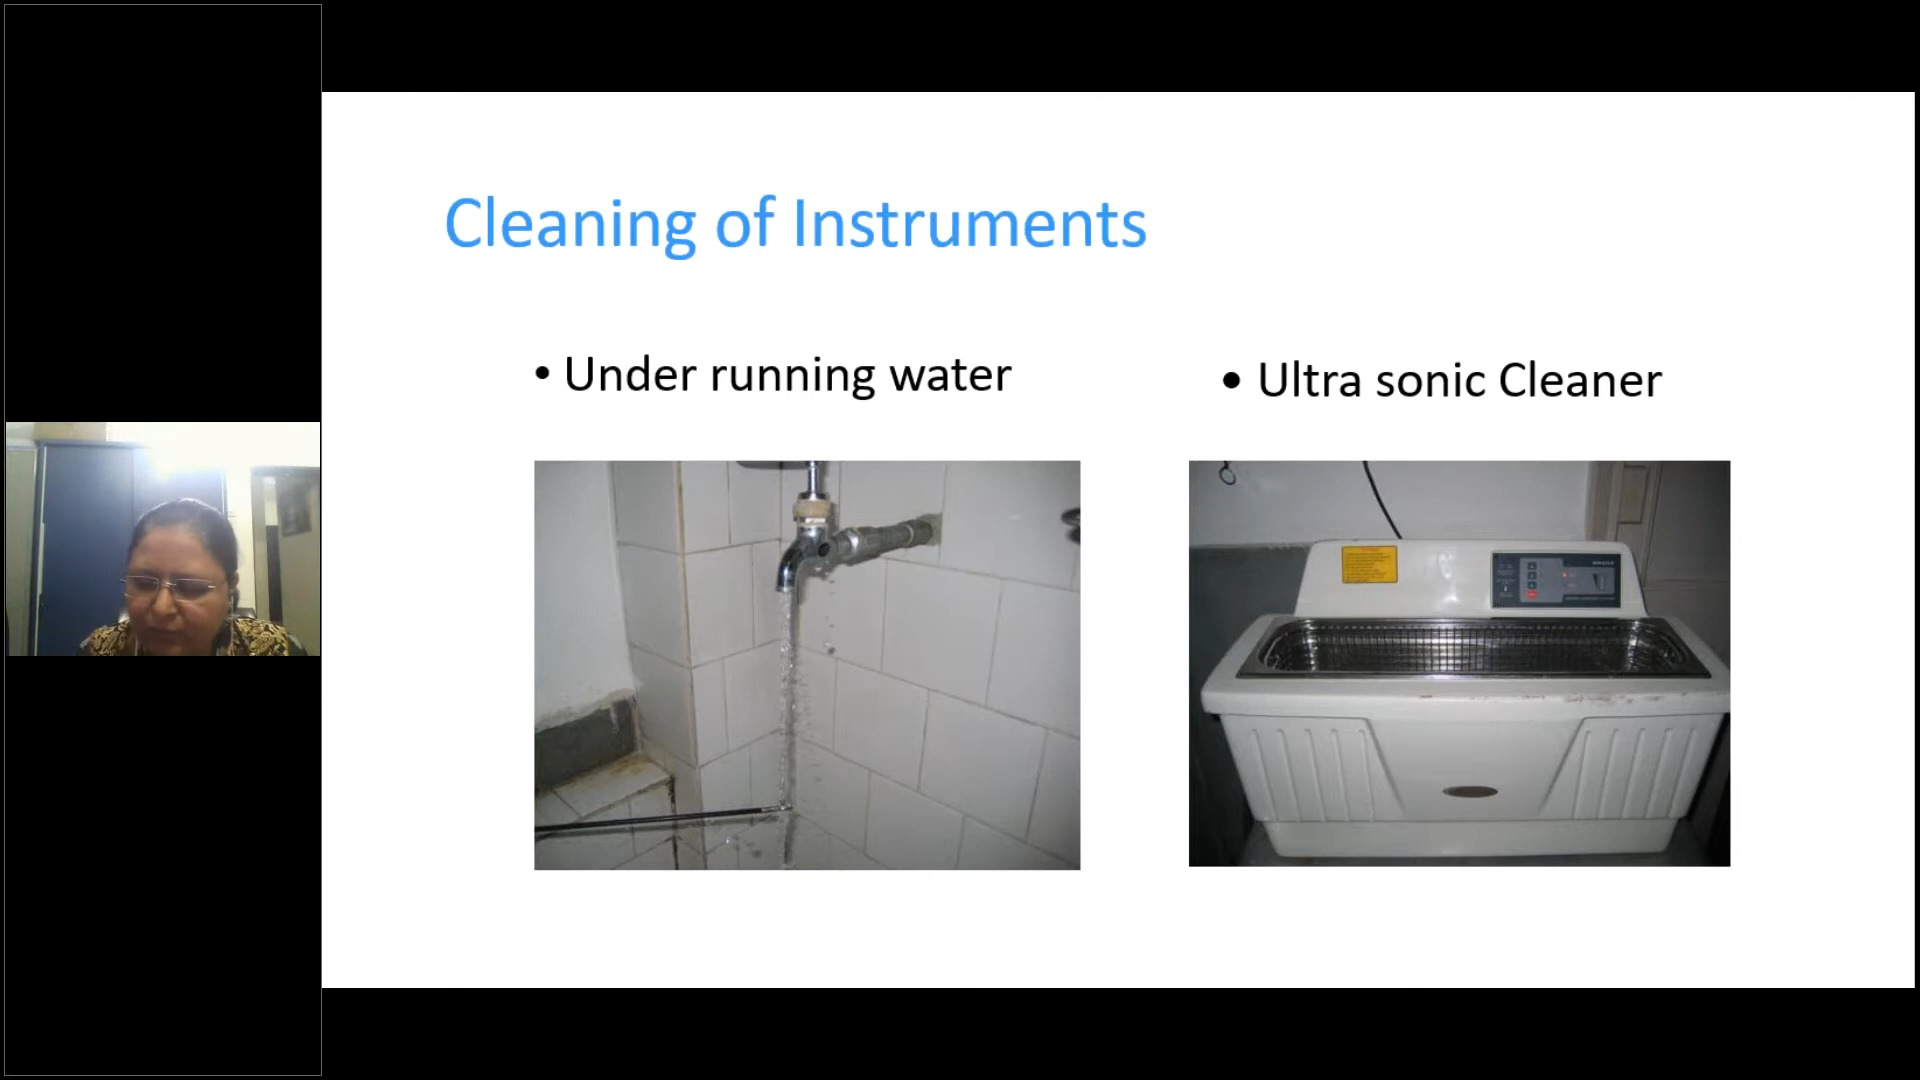 Cleaning of Instruments
• Under running water
• Ultra sonic Cleaner